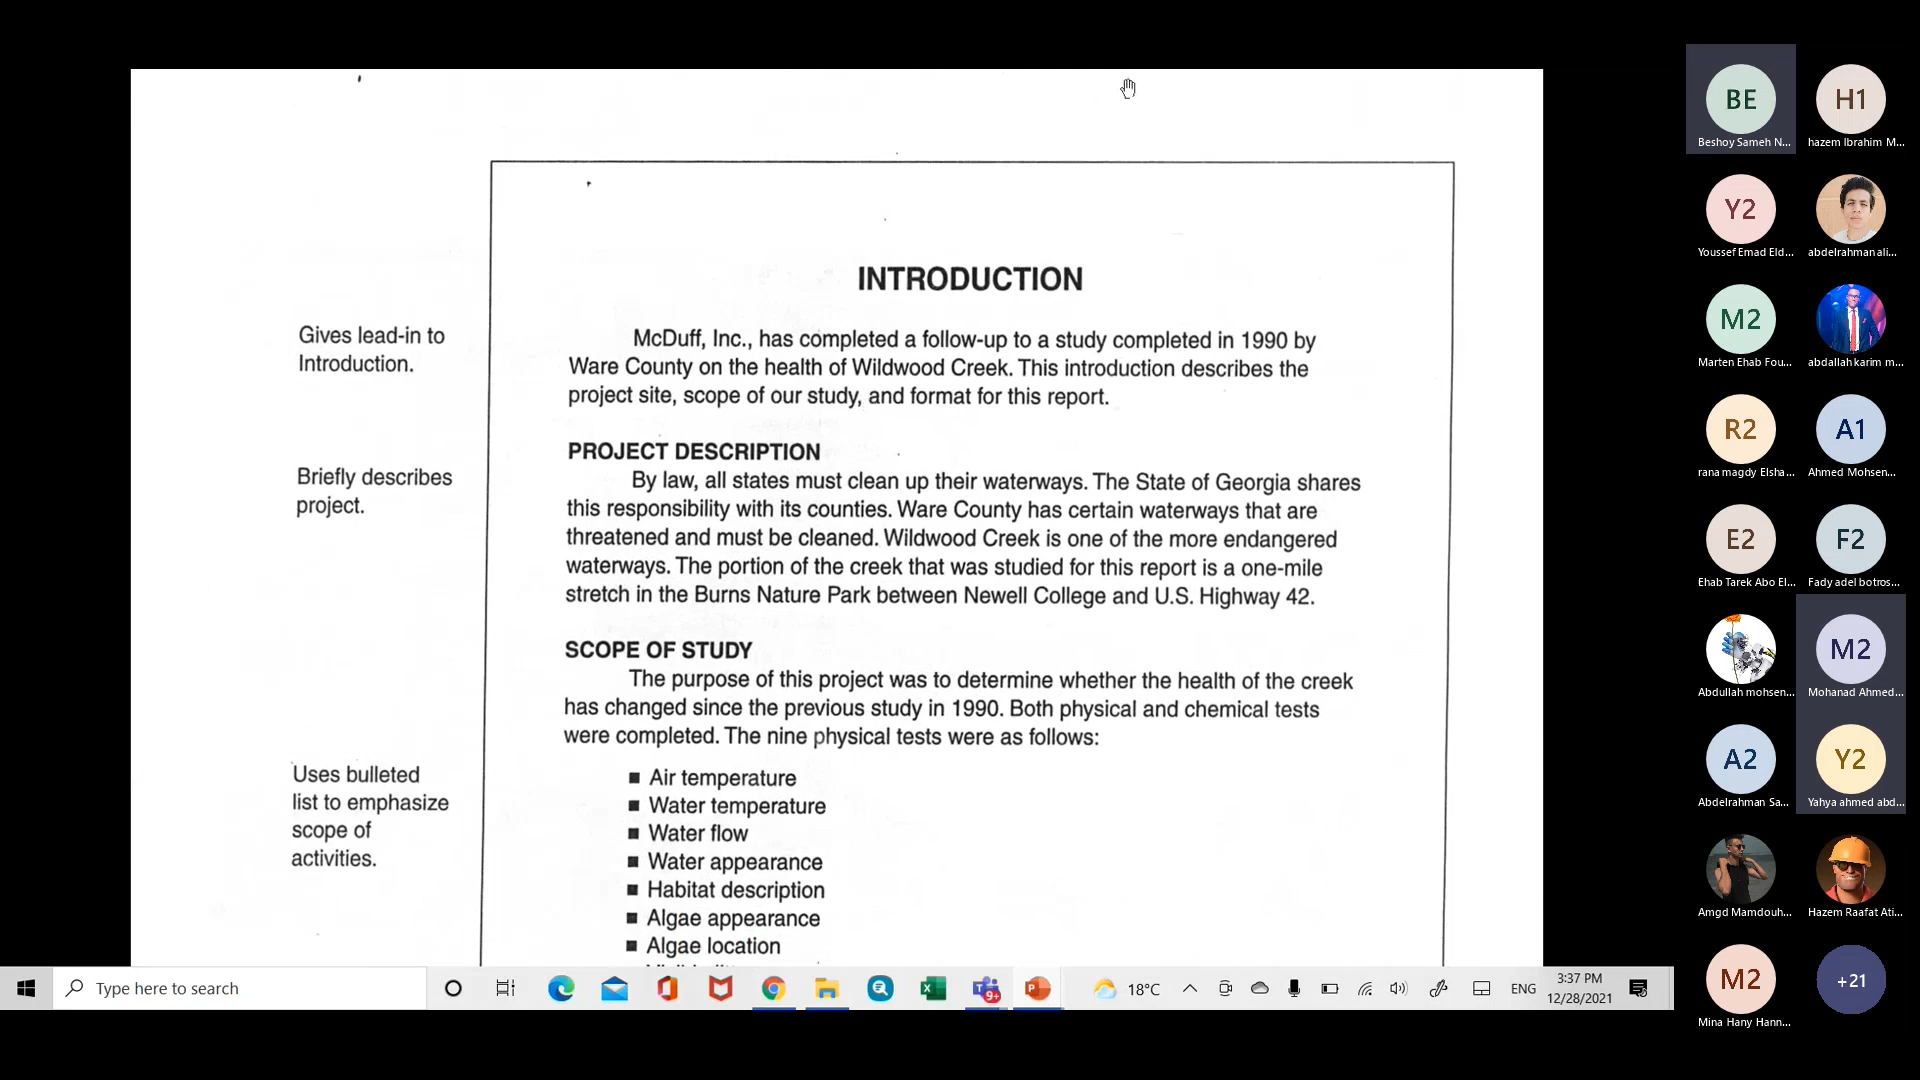 INTRODUCTION
Gives lead-in to
Introduction.
McDuff, Inc., has completed a follow-up to a study completed in 1990 by
Ware County on the health of Wildwood Creek. This introduction describes the
project site, scope of our study, and format for this report.
Briefly describes
project.
PROJECT DESCRIPTION
By law, all states must clean up their waterways. The State of Georgia shares
this responsibility with its counties. Ware County has certain waterways that are
threatened and must be cleaned. Wildwood Creek is one of the more endangered
waterways. The portion of the creek that was studied for this report is a one-mile
stretch in the Burns Nature Park between Newell College and U.S. Highway 42.
SCOPE OF STUDY
The purpose of this project was to determine whether the health of the creek
has changed since the previous study in 1990. Both physical and chemical tests
were completed. The nine physical tests were as follows:
Uses bulleted
list to emphasize
scope of
activities.
■ Air temperature
■ Water temperature
■ Water flow
■ Water appearance
■ Habitat description
■ Algae appearance
■ Algae location
Type here to search
9+
18°C
ENG
3:37 PM
12/28/2021
BE
Beshoy Sameh N...
H1
hazem Ibrahim M...
Y2
Youssef Emad Eld...
abdelrahman ali...
M2
Marten Ehab Fou...
abdallah karim m...
R2
rana magdy Elsha...
A1
Ahmed Mohsen...
E2
Ehab Tarek Abo El...
F2
Fady adel botros...
Abdullah mohsen...
M2
Mohanad Ahmed...
A2
Abdelrahman Sa...
Y2
Yahya ahmed abd...
Amgd Mamdouh...
Hazem Raafat Ati...
M2
Mina Hany Hann...
+21